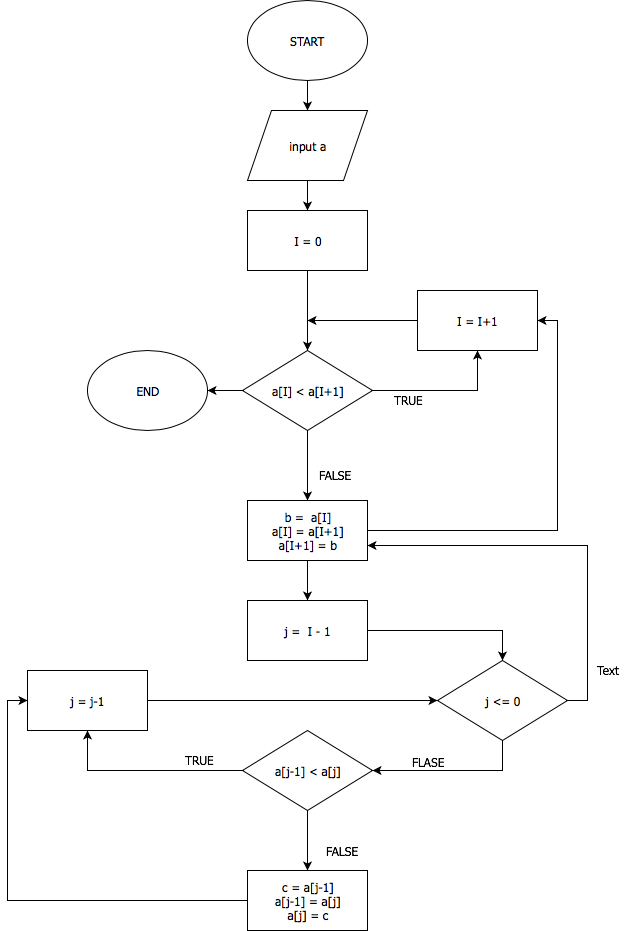 START
input a
I = 0
I = I+1
END
a[I] < a[I+1]
TRUE
FALSE
b =  a[I]
a[I] = a[I+1]
a[I+1] = b
j =  I - 1
Text
j = j-1
j <= 0
TRUE
a[j-1] < a[j]
FLASE
FALSE
c = a[j-1]
a[j-1] = a[j]
a[j] = c